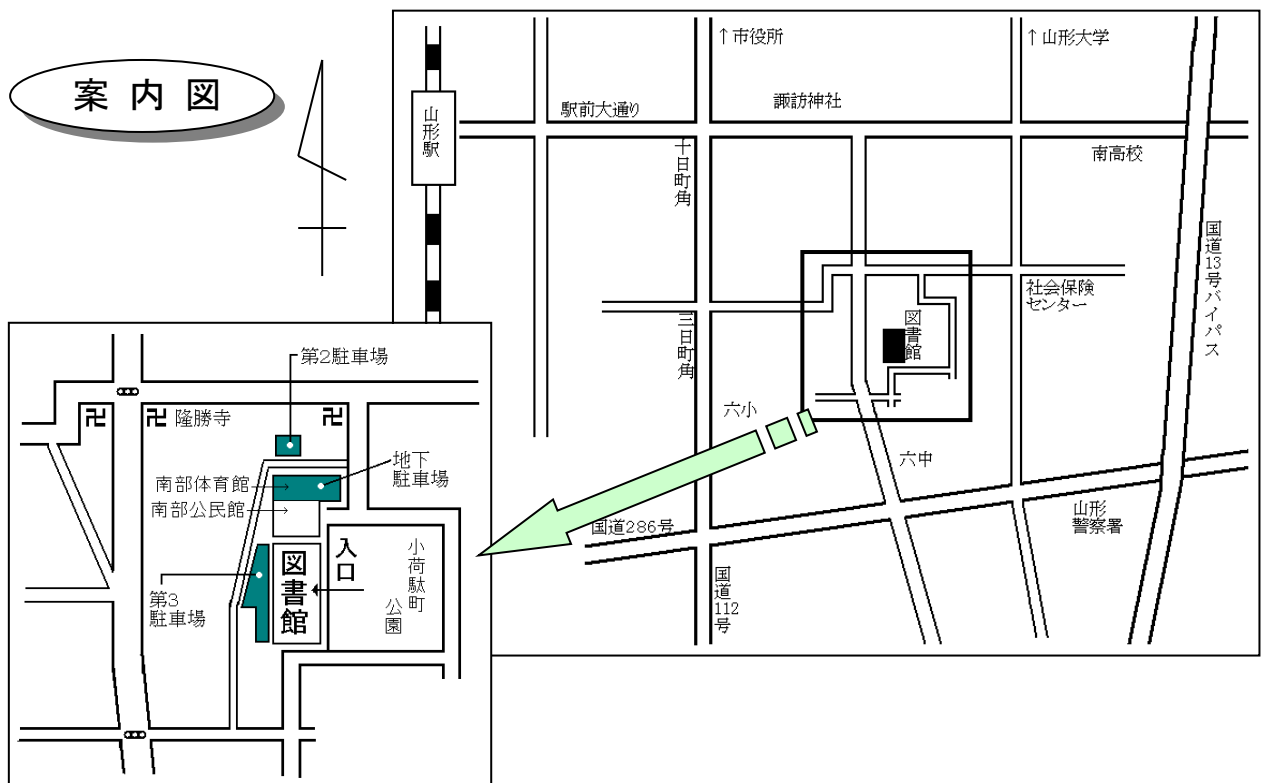 案内図
↑市役所
↑山形大学
山形駅
駅前大通り
諏訪神社
十日町角
南高校
国道13号バイパス
社会保険
センター
図書館
三日町角
六小
六中
国道286号
山形
警察署
国道112号
第2駐車場
卍
卍
隆勝寺
卍
地下
駐車場
南部体育館
南部公民館
入口
図書館
小荷駄町
公園
第3
駐車場